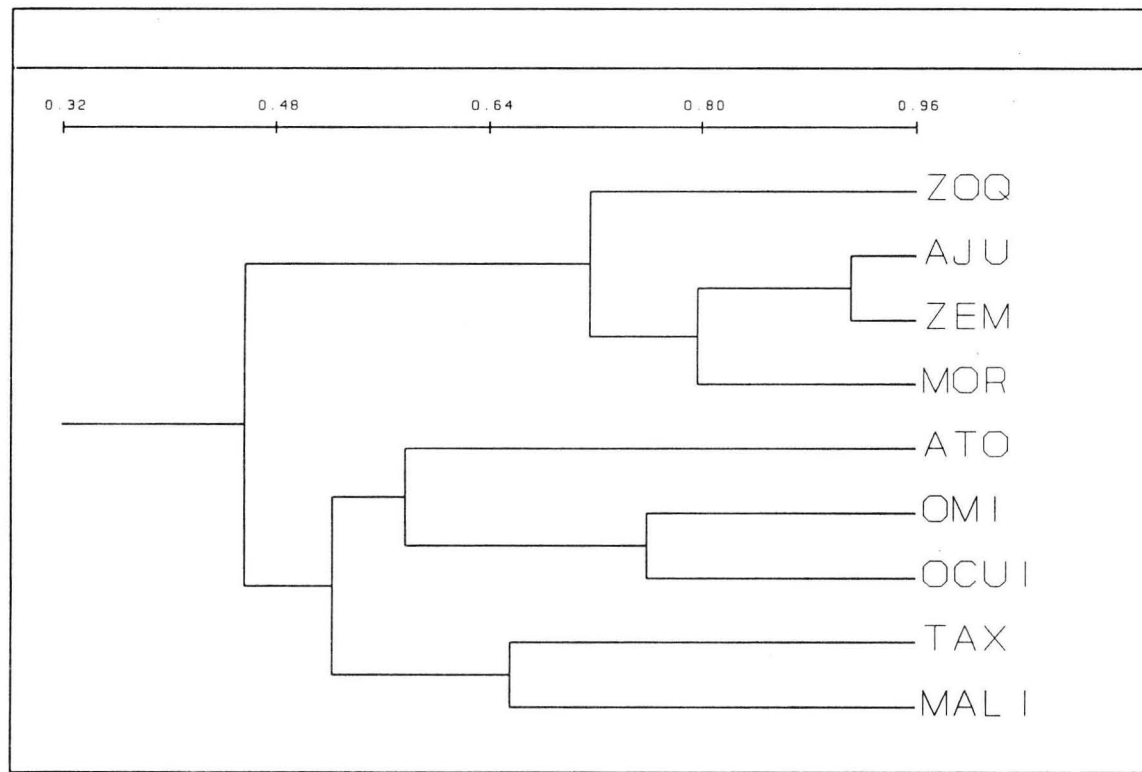 0.32 0.48 0.64 0.80 0.96
ZOQ
AJU
ZEM
MOR
ATO
OMI
OCUI
TAX
MALI